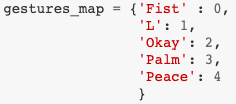 gestures_map = {'Fist' : 0,
'L': 1,
'Okay': 2,
'Palm': 3,
'Peace': 4
}